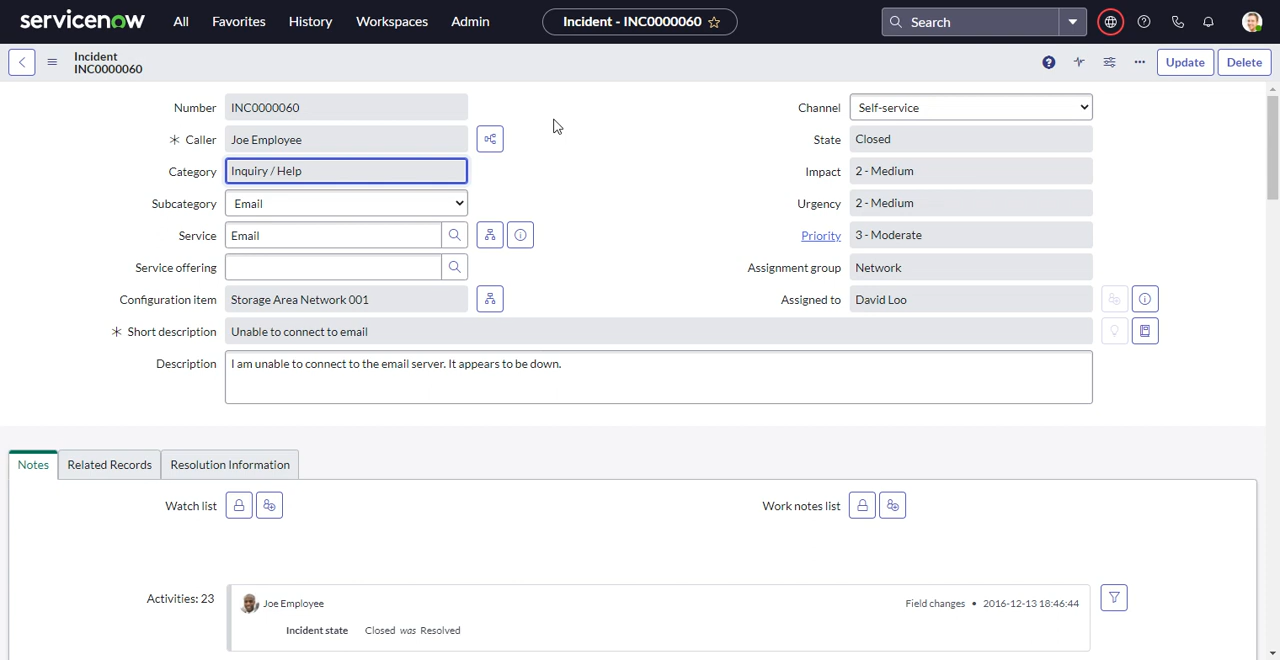 servicenow All Favorites History Workspaces Admin Incident - INC0000060 Search
Incident
INC0000060
Update Delete
Number INC0000060 Channel Self-service
Caller Joe Employee State Closed
Category Inquiry / Help Impact 2 - Medium
Subcategory Email Urgency 2 - Medium
Service Email Priority 3 - Moderate
Service offering Assignment group Network
Configuration item Storage Area Network 001 Assigned to David Loo
Short description Unable to connect to email
Description I am unable to connect to the email server. It appears to be down.
Notes Related Records Resolution Information
Watch list Work notes list
Activities: 23 Joe Employee Field changes • 2016-12-13 18:46:44
Incident state Closed was Resolved